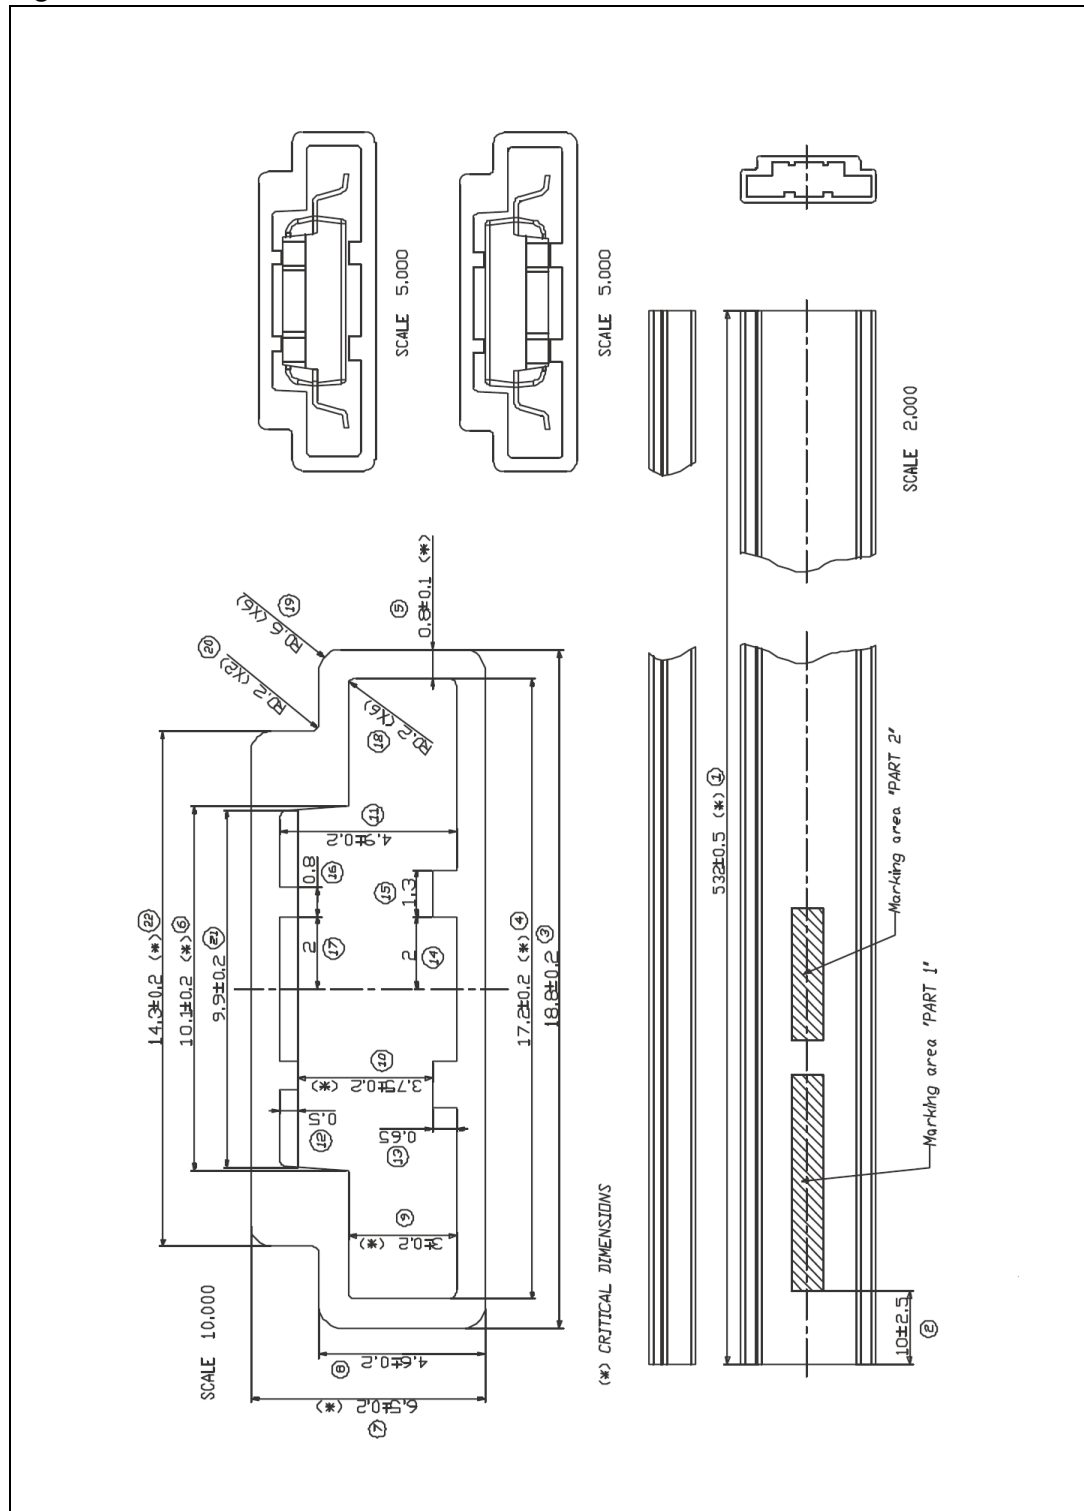 SCALE 5.000
SCALE 5.000
SCALE 2.000
SCALE 10.000
532±0.5 (*) 1
10±2.5 2
18.8±0.2 3
17.2±0.2 (*) 4
0.8±0.1 (*) 5
10.1±0.2 (*) 6
6.5±0.2 (*) 7
4.6±0.2 8
3±0.2 (*) 9
3.75±0.2 (*) 10
4.9±0.2 11
0.5 12
0.65 13
2 14
1.3 15
0.8 16
2 17
R0.2 (X6) 18
R0.6 (X6) 19
R0.2 (X2) 20
9.9±0.2 21
14.3±0.2 (*) 22
Marking area "PART 2"
Marking area "PART 1"
(*) CRITICAL DIMENSIONS